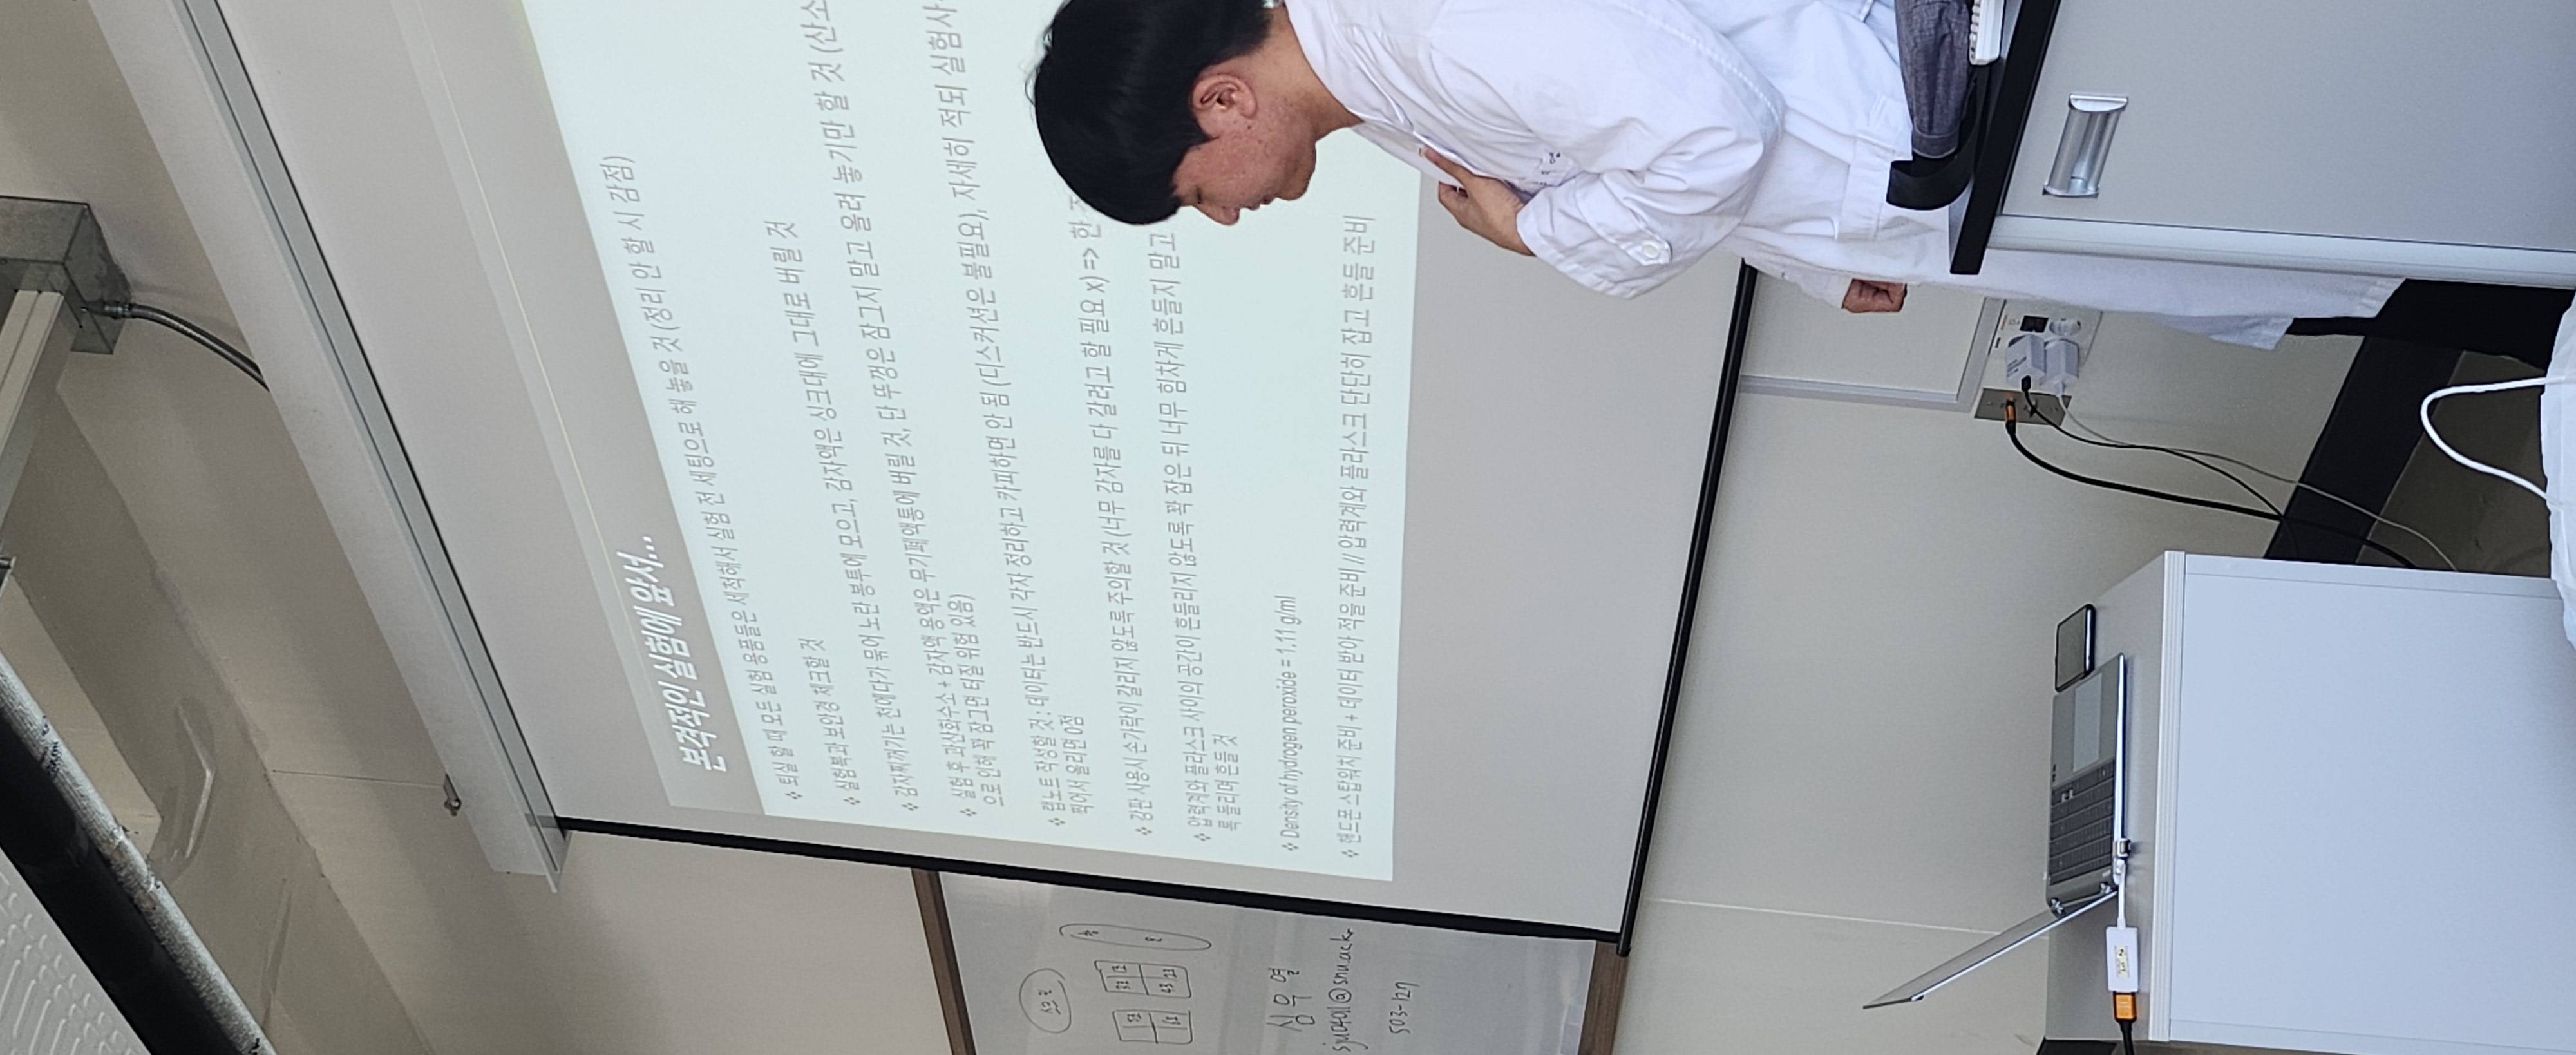 본격적인 실험에 앞서...
❖ 퇴실 할 때 모든 실험 용품들은 세척해서 실험 전 세팅으로 해 놓을 것 (정리 안 할 시 감점)
❖ 실험복과 보안경 체크할 것
❖ 감자찌꺼기는 천에다가 묶어 노란 봉투에 모으고, 감자액은 싱크대에 그대로 버릴 것
❖ 실험 후 과산화수소 + 감자액 용액은 무기폐액통에 버릴 것, 단 뚜껑은 잠그지 말고 올려 놓기만 할 것 (산소
으로 인해 꽉 잠그면 터질 위험 있음)
❖ 랩노트 작성할 것 : 데이터는 반드시 각자 정리하고 카피하면 안 됨 (디스커션은 불필요), 자세히 적되 실험사
찍어서 올리면 0점
❖ 강판 사용시 손가락이 갈리지 않도록 주의할 것 (너무 감자를 다 갈려고 할 필요 x) => 한
❖ 압력계와 플라스크 사이의 공간이 흔들리지 않도록 꽉 잡은 뒤 너무 힘차게 흔들지 말고
록 돌리며 흔들 것
❖ Density of hydrogen peroxide = 1.11 g/ml
❖ 핸드폰 스탑워치 준비 + 데이터 받아 적을 준비 // 압력계와 플라스크 단단히 잡고 흔들 준비
스크린
심우열
sju0401@snu.ac.kr
503-127